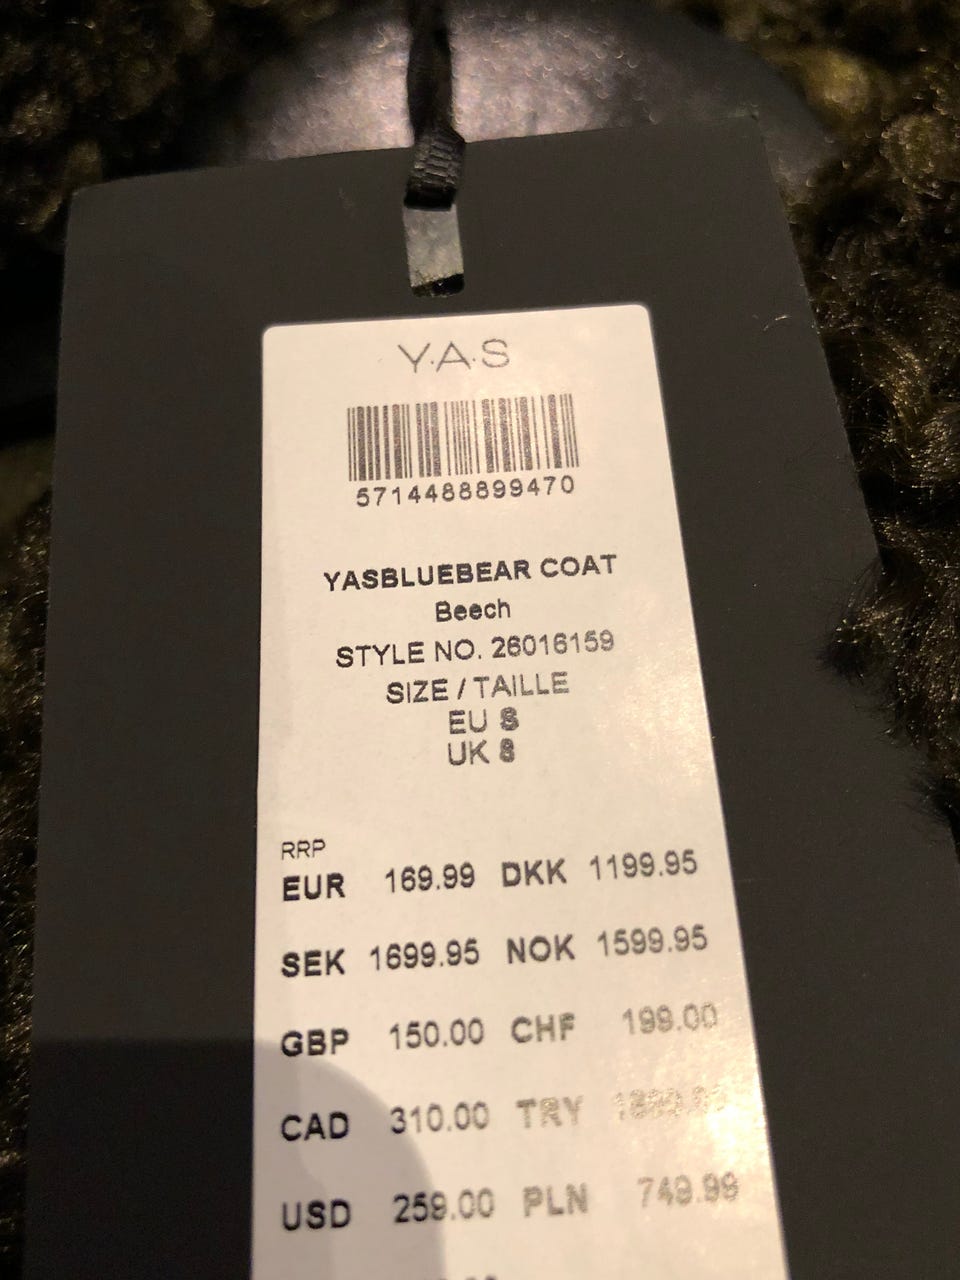 Y.A.S
5714488899470
YASBLUEBEAR COAT
Beech
STYLE NO. 26016159
SIZE / TAILLE
EU S
UK 8
RRP
EUR 169.99 DKK 1199.95
SEK 1699.95 NOK 1599.95
GBP 150.00 CHF 199.00
CAD 310.00 TRY
USD 259.00 PLN 749.99